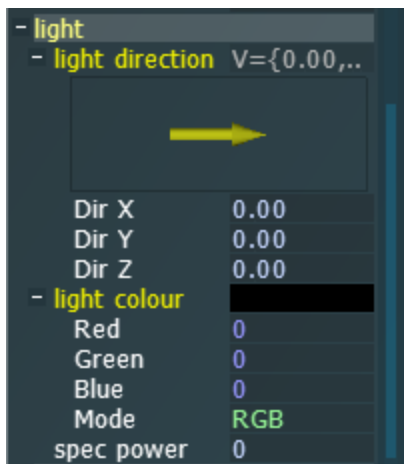 - light
- light direction V={0.00,..
Dir X 0.00
Dir Y 0.00
Dir Z 0.00
- light colour
Red 0
Green 0
Blue 0
Mode RGB
spec power 0